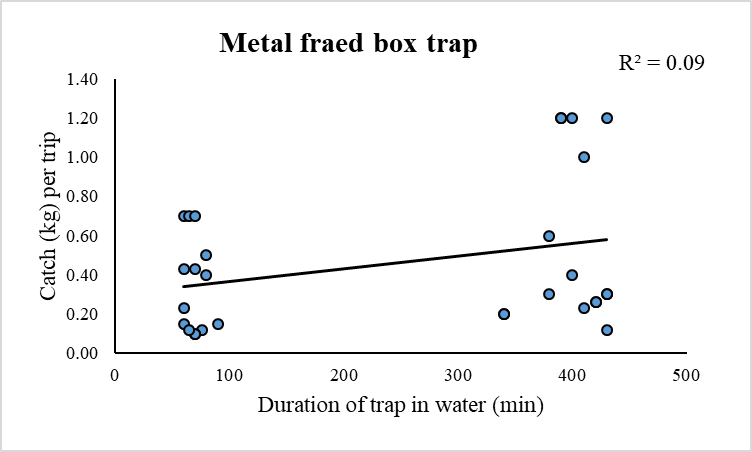 Metal fraed box trap
R² = 0.09
1.40
1.20
1.00
0.80
0.60
0.40
0.20
0.00
Catch (kg) per trip
0 100 200 300 400 500
Duration of trap in water (min)